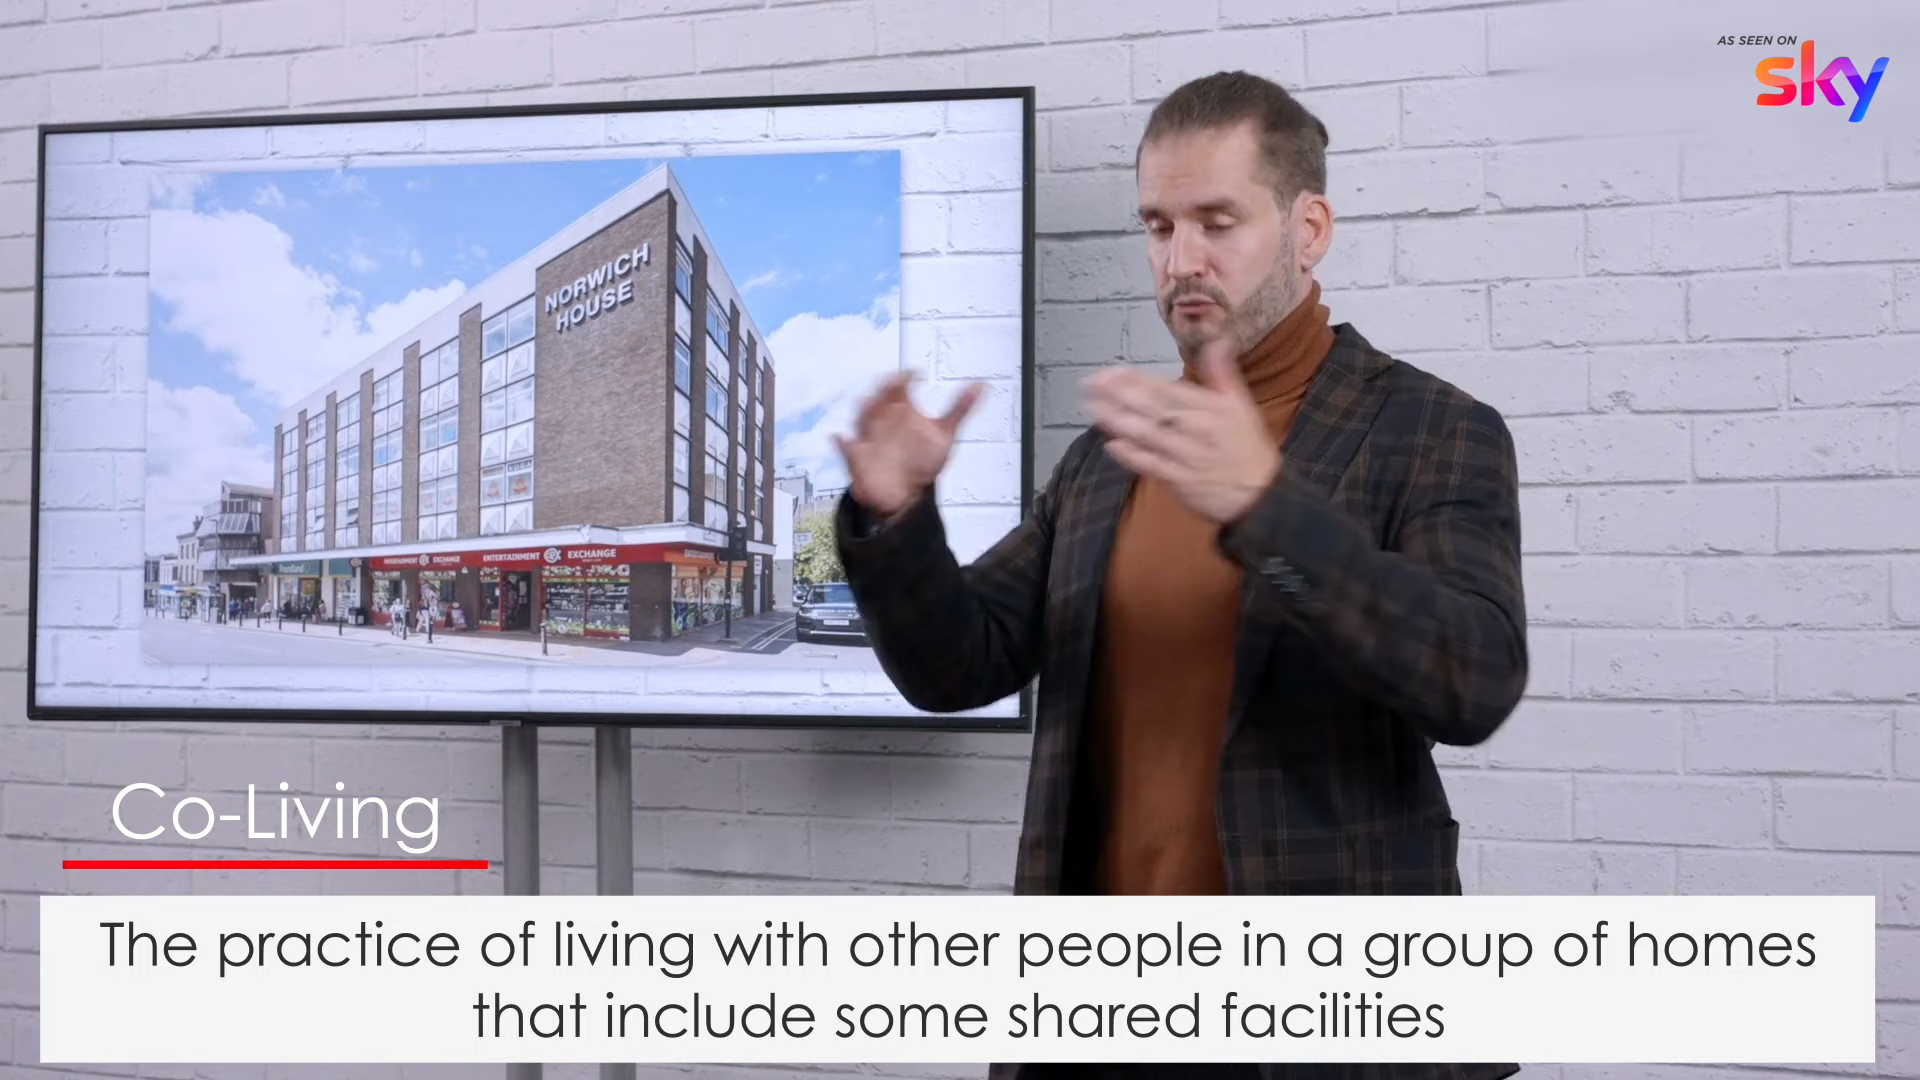 AS SEEN ON
sky
NORWICH
HOUSE
ENTERTAINMENT EXCHANGE ENTERTAINMENT EXCHANGE
Poundland
Co-Living
The practice of living with other people in a group of homes
that include some shared facilities